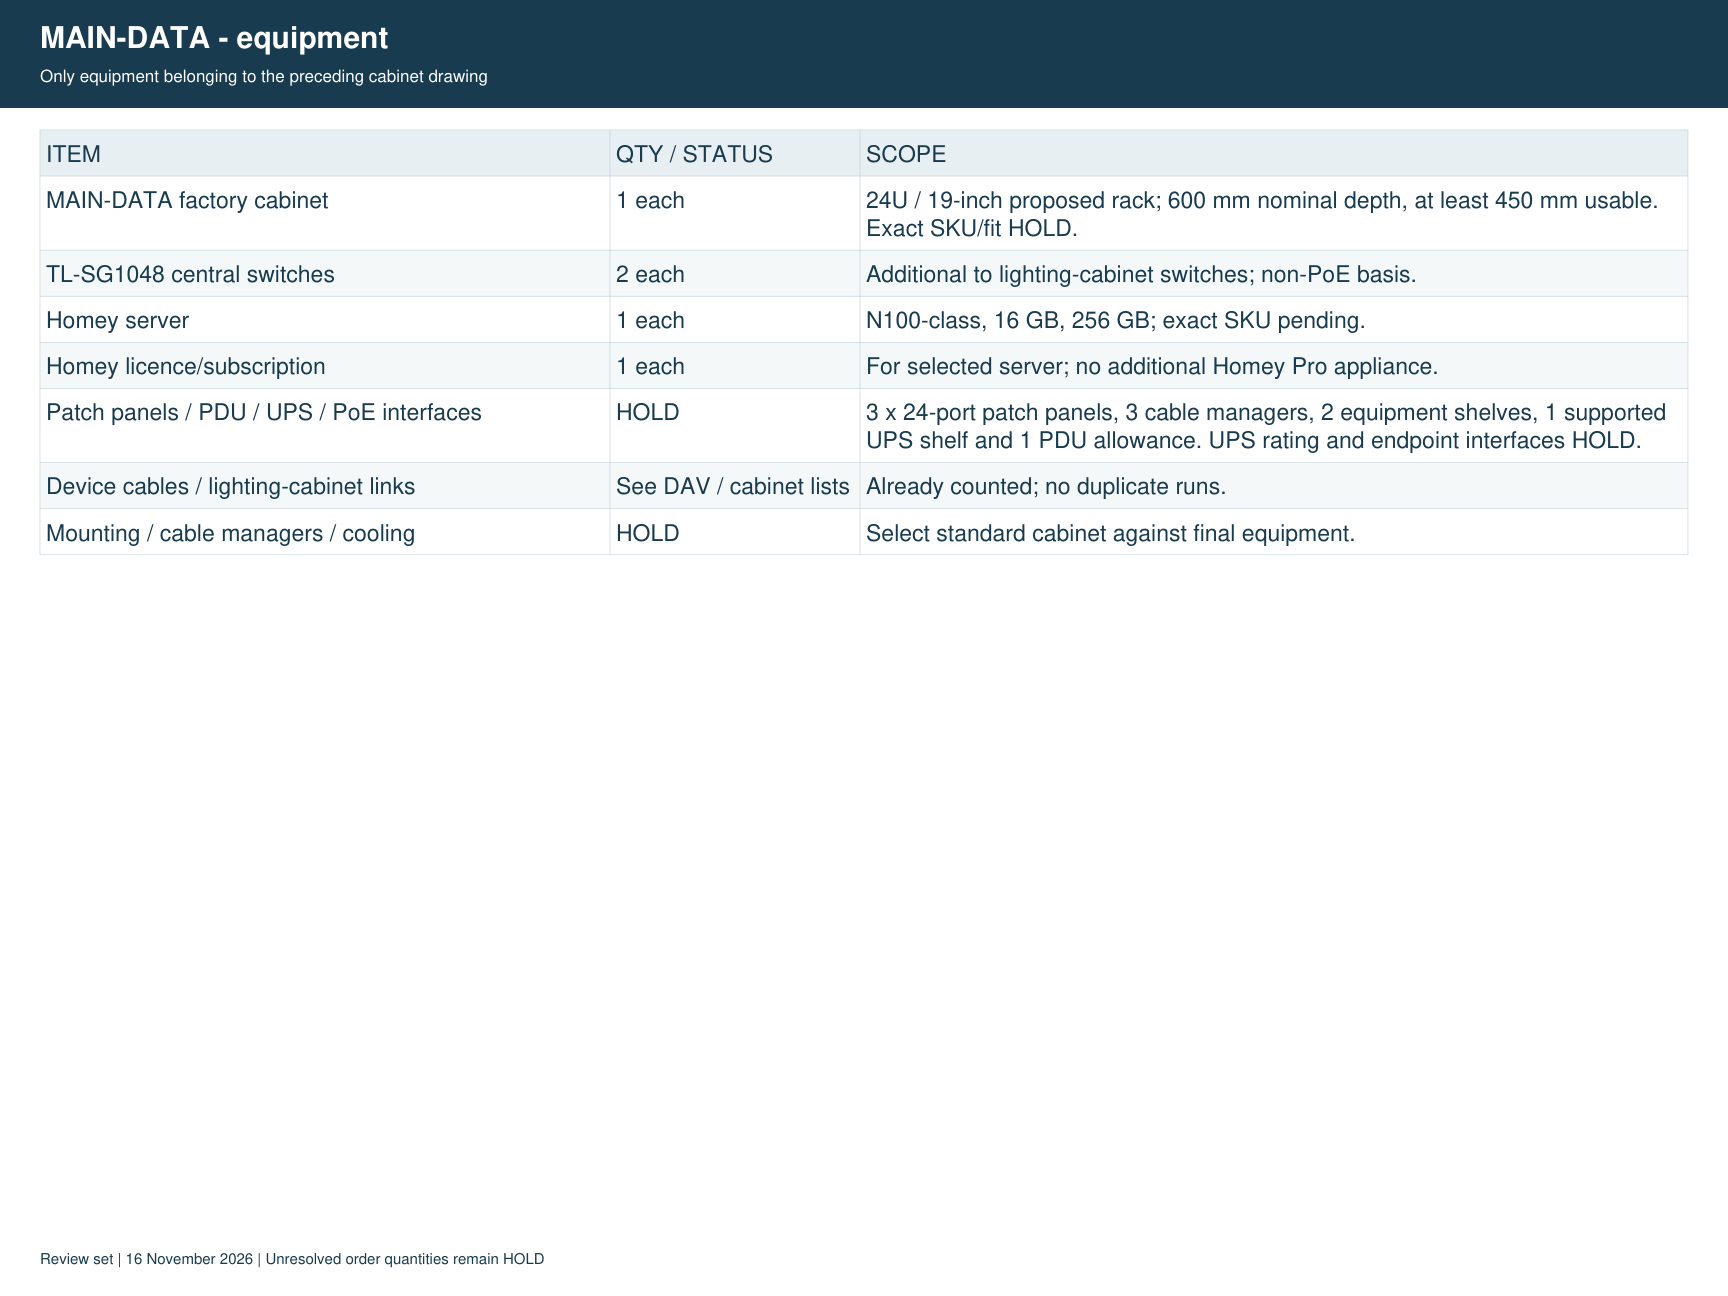 MAIN-DATA - equipment
Only equipment belonging to the preceding cabinet drawing
ITEM QTY / STATUS SCOPE
MAIN-DATA factory cabinet 1 each 24U / 19-inch proposed rack; 600 mm nominal depth, at least 450 mm usable.
Exact SKU/fit HOLD.
TL-SG1048 central switches 2 each Additional to lighting-cabinet switches; non-PoE basis.
Homey server 1 each N100-class, 16 GB, 256 GB; exact SKU pending.
Homey licence/subscription 1 each For selected server; no additional Homey Pro appliance.
Patch panels / PDU / UPS / PoE interfaces HOLD 3 x 24-port patch panels, 3 cable managers, 2 equipment shelves, 1 supported
UPS shelf and 1 PDU allowance. UPS rating and endpoint interfaces HOLD.
Device cables / lighting-cabinet links See DAV / cabinet lists Already counted; no duplicate runs.
Mounting / cable managers / cooling HOLD Select standard cabinet against final equipment.
Review set | 16 November 2026 | Unresolved order quantities remain HOLD